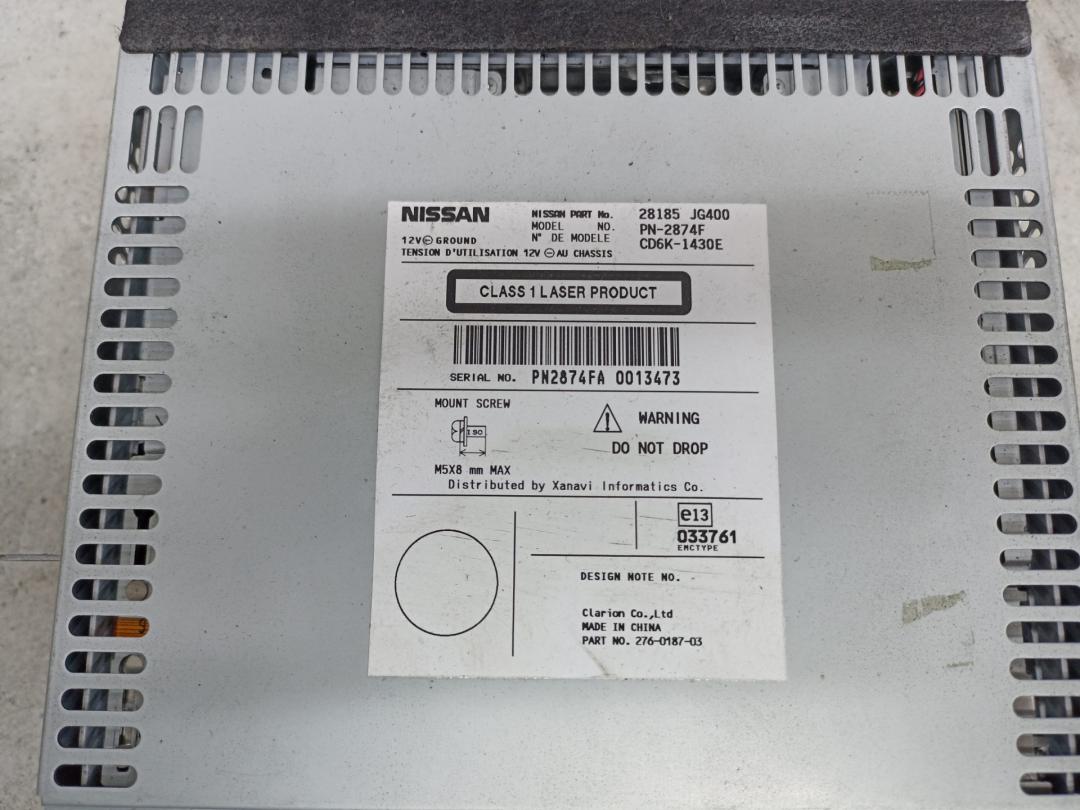 NISSAN
NISSAN PART No. 28185 JG400
MODEL NO. PN-2874F
N° DE MODELE CD6K-1430E
12V⊖ GROUND
TENSION D'UTILISATION 12V ⊖ AU CHASSIS
CLASS 1 LASER PRODUCT
SERIAL NO. PN2874FA 0013473
MOUNT SCREW
ISO
M5X8 mm MAX
WARNING
DO NOT DROP
Distributed by Xanavi Informatics Co.
e13
033761
EMCTYPE
DESIGN NOTE NO.
Clarion Co.,Ltd
MADE IN CHINA
PART NO. 276-0187-03